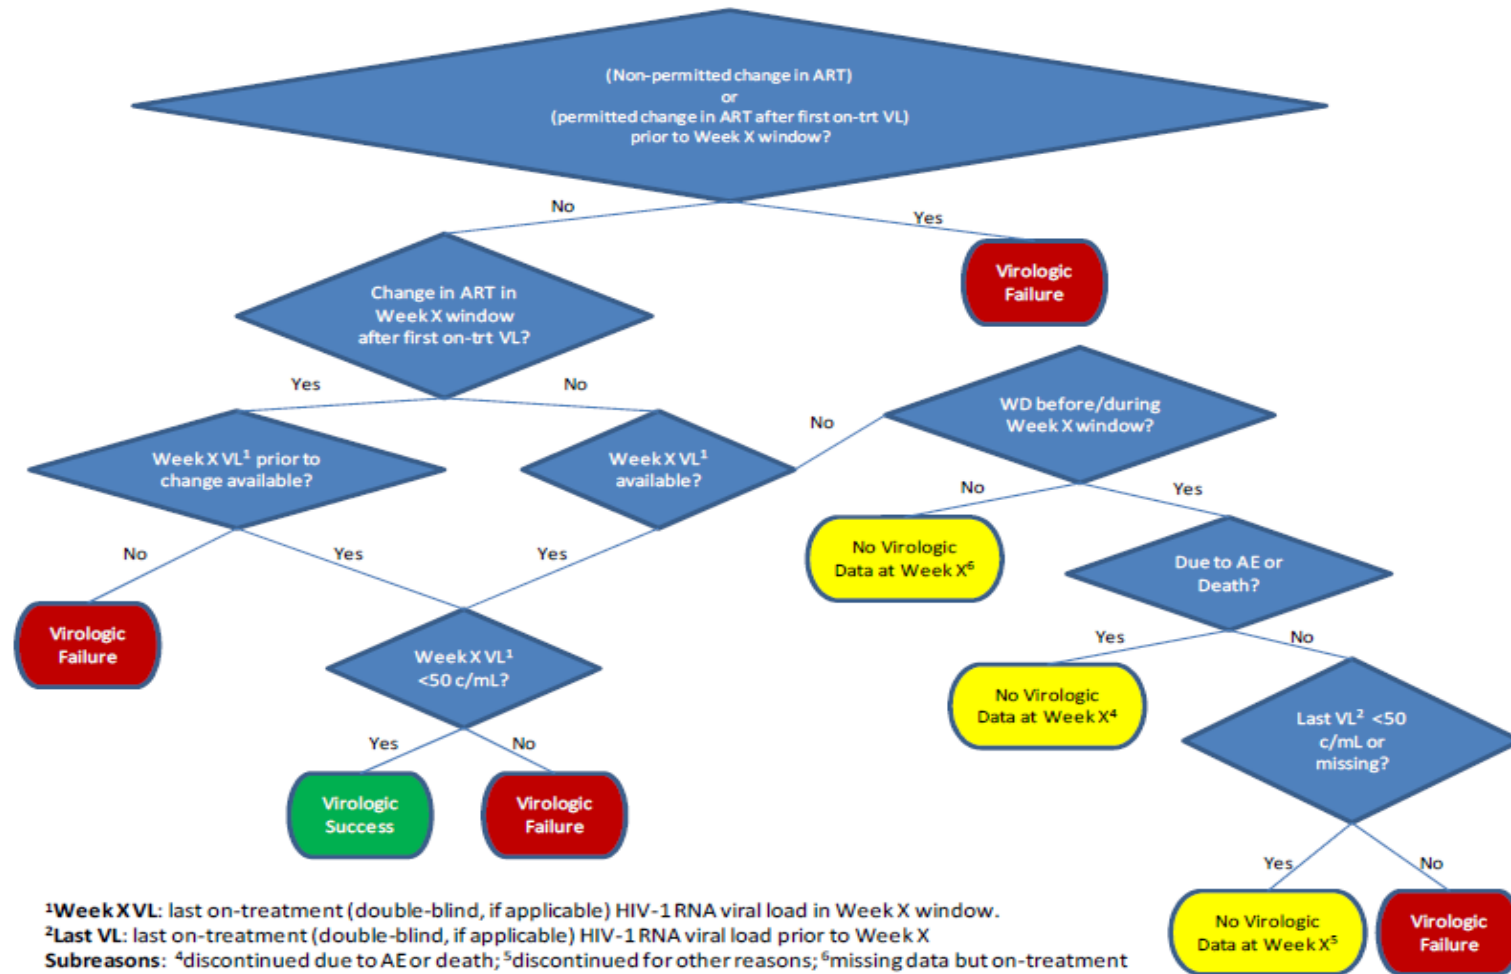 (Non-permitted change in ART)
or
(permitted change in ART after first on-trt VL)
prior to Week X window?
No
Yes
Virologic
Failure
Change in ART in
Week X window
after first on-trt VL?
Yes
No
WD before/during
Week X window?
No
Week X VL¹ prior to
change available?
Week X VL¹
available?
No
Yes
No
Yes
Yes
No Virologic
Data at Week X⁶
Due to AE or
Death?
Virologic
Failure
Week X VL¹
<50 c/mL?
Yes
No
No Virologic
Data at Week X⁴
Last VL² <50
c/mL or
missing?
Yes
No
Virologic
Success
Virologic
Failure
Yes
No
No Virologic
Data at Week X⁵
Virologic
Failure
¹Week X VL: last on-treatment (double-blind, if applicable) HIV-1 RNA viral load in Week X window.
²Last VL: last on-treatment (double-blind, if applicable) HIV-1 RNA viral load prior to Week X
Subreasons: ⁴discontinued due to AE or death; ⁵discontinued for other reasons; ⁶missing data but on-treatment